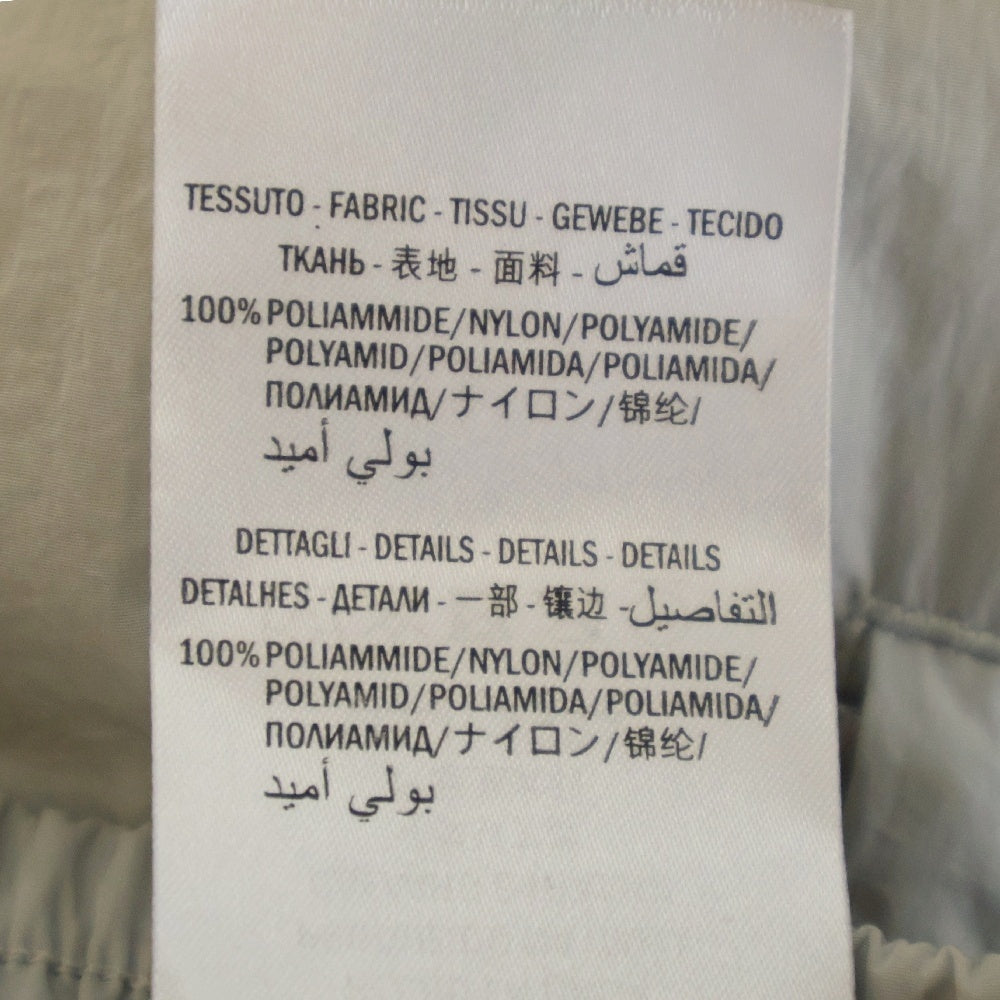 TESSUTO - FABRIC - TISSU - GEWEBE - TECIDO
ТКАНЬ - 表地 - 面料 - قماش
100% POLIAMMIDE/NYLON/POLYAMIDE/
POLYAMID/POLIAMIDA/POLIAMIDA/
ПОЛИАМИД/ナイロン/锦纶/
بولي أميد
DETTAGLI - DETAILS - DETAILS - DETAILS
DETALHES - ДЕТАЛИ - 一部 - 镶边 - التفاصيل
100% POLIAMMIDE/NYLON/POLYAMIDE/
POLYAMID/POLIAMIDA/POLIAMIDA/
ПОЛИАМИД/ナイロン/锦纶/
بولي أميد